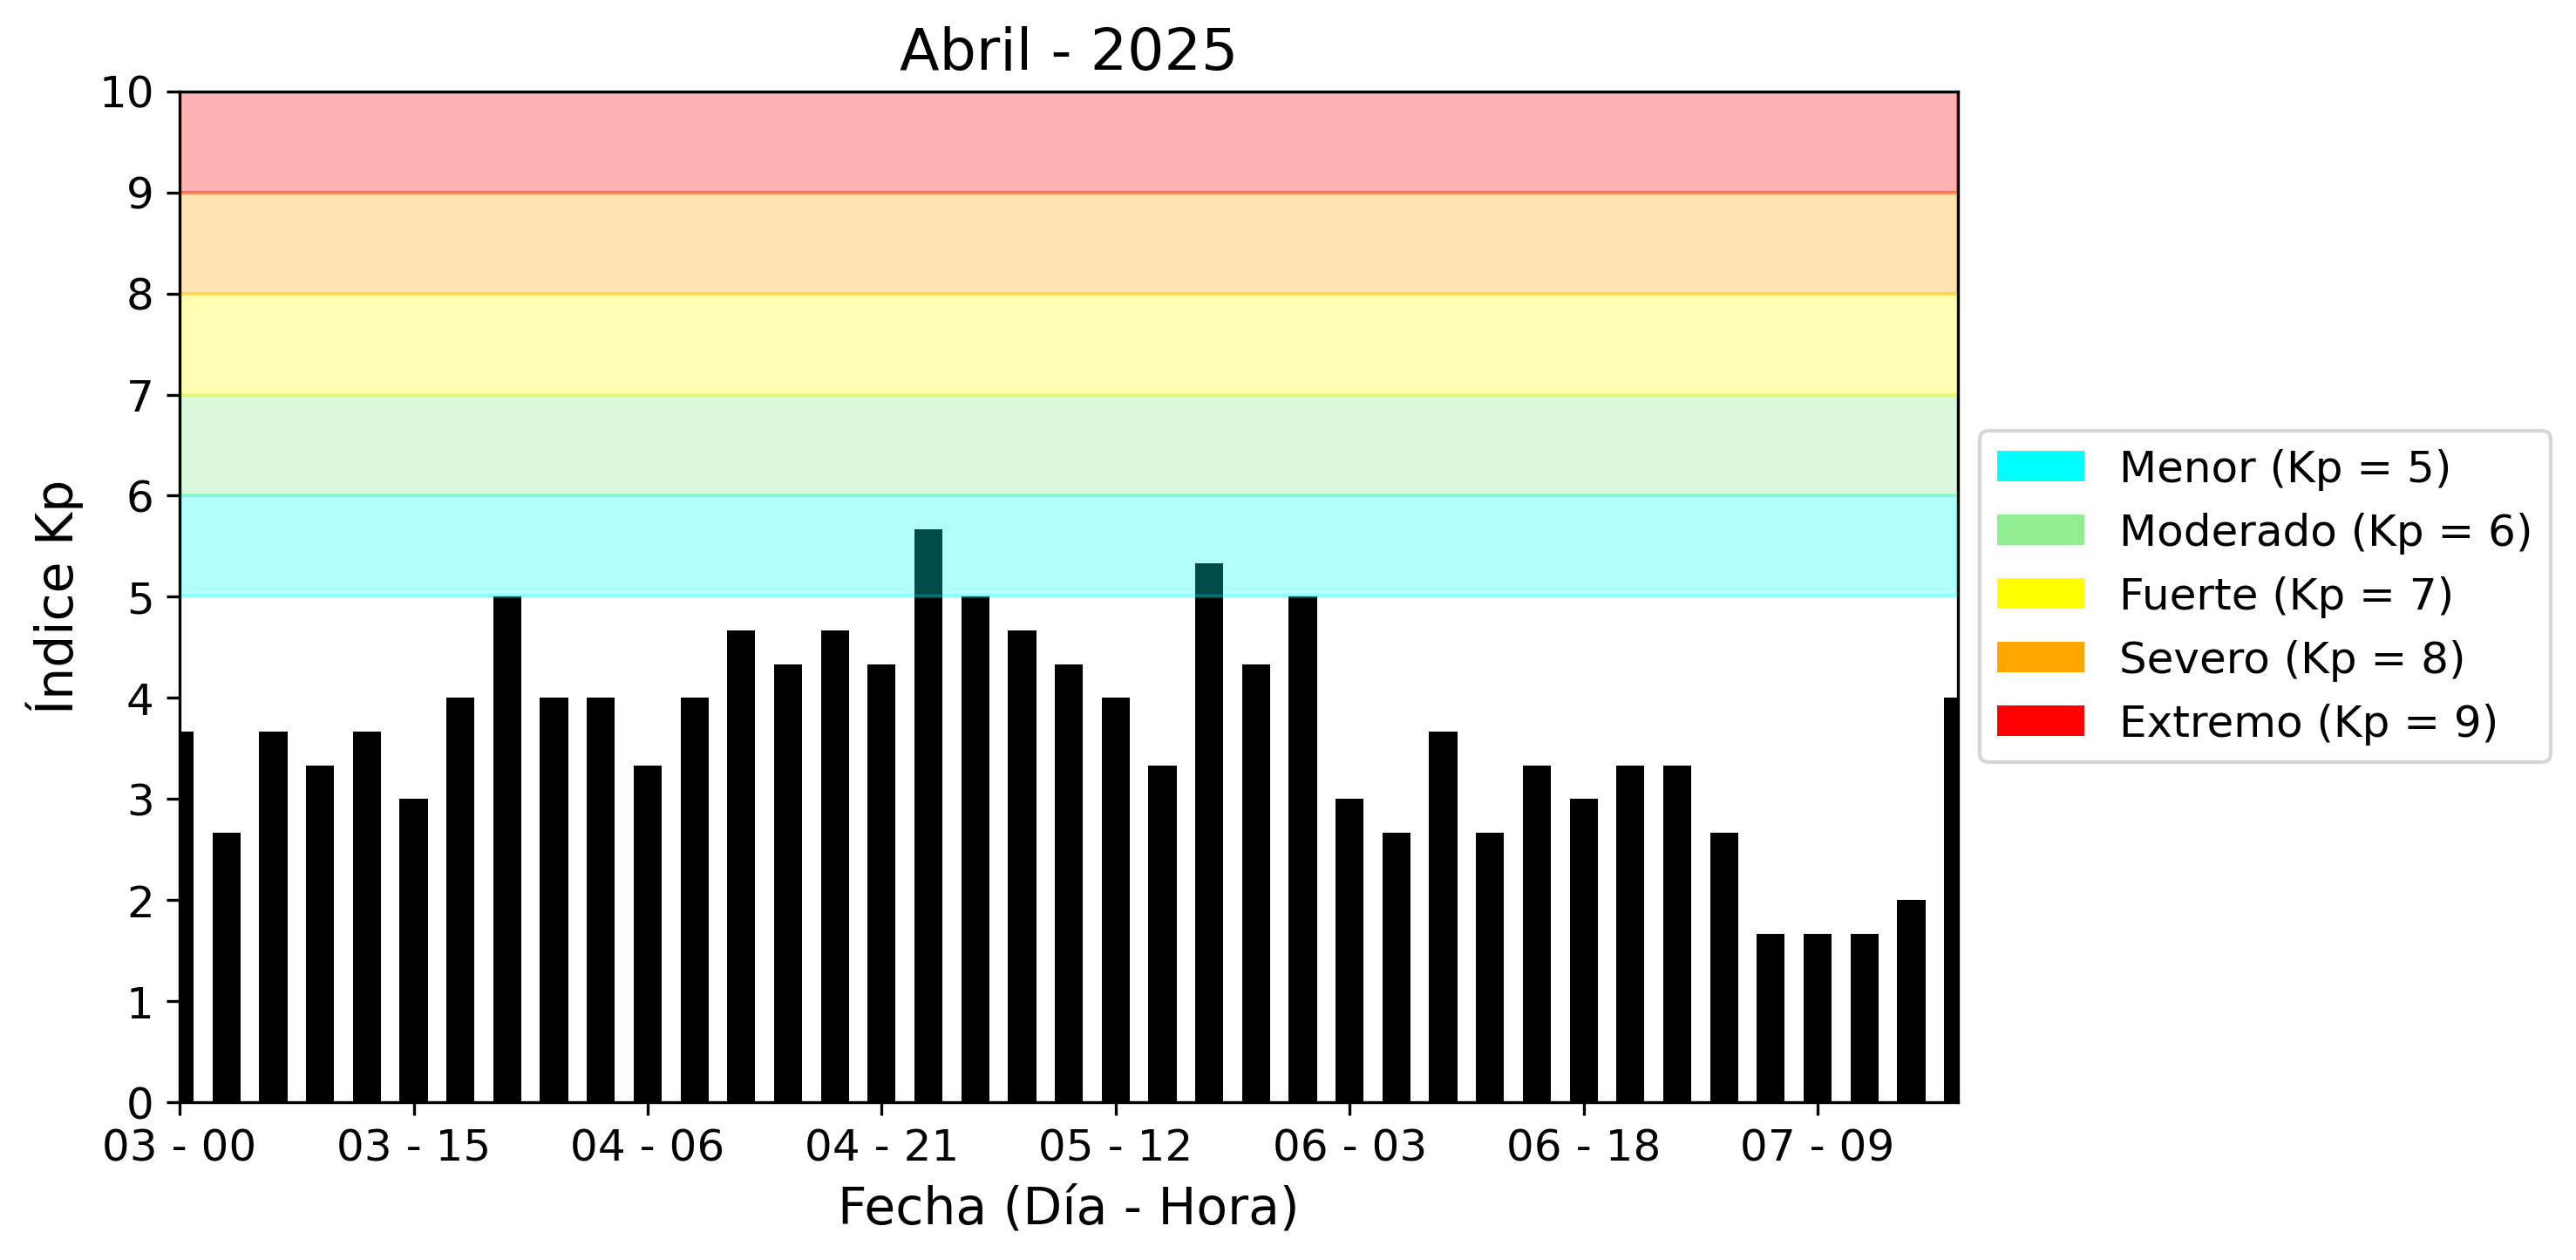 Abril - 2025
10
9
8
7
6
5
4
3
2
1
0
Índice Kp
03 - 00
03 - 15
04 - 06
04 - 21
05 - 12
06 - 03
06 - 18
07 - 09
Fecha (Día - Hora)
Menor (Kp = 5)
Moderado (Kp = 6)
Fuerte (Kp = 7)
Severo (Kp = 8)
Extremo (Kp = 9)